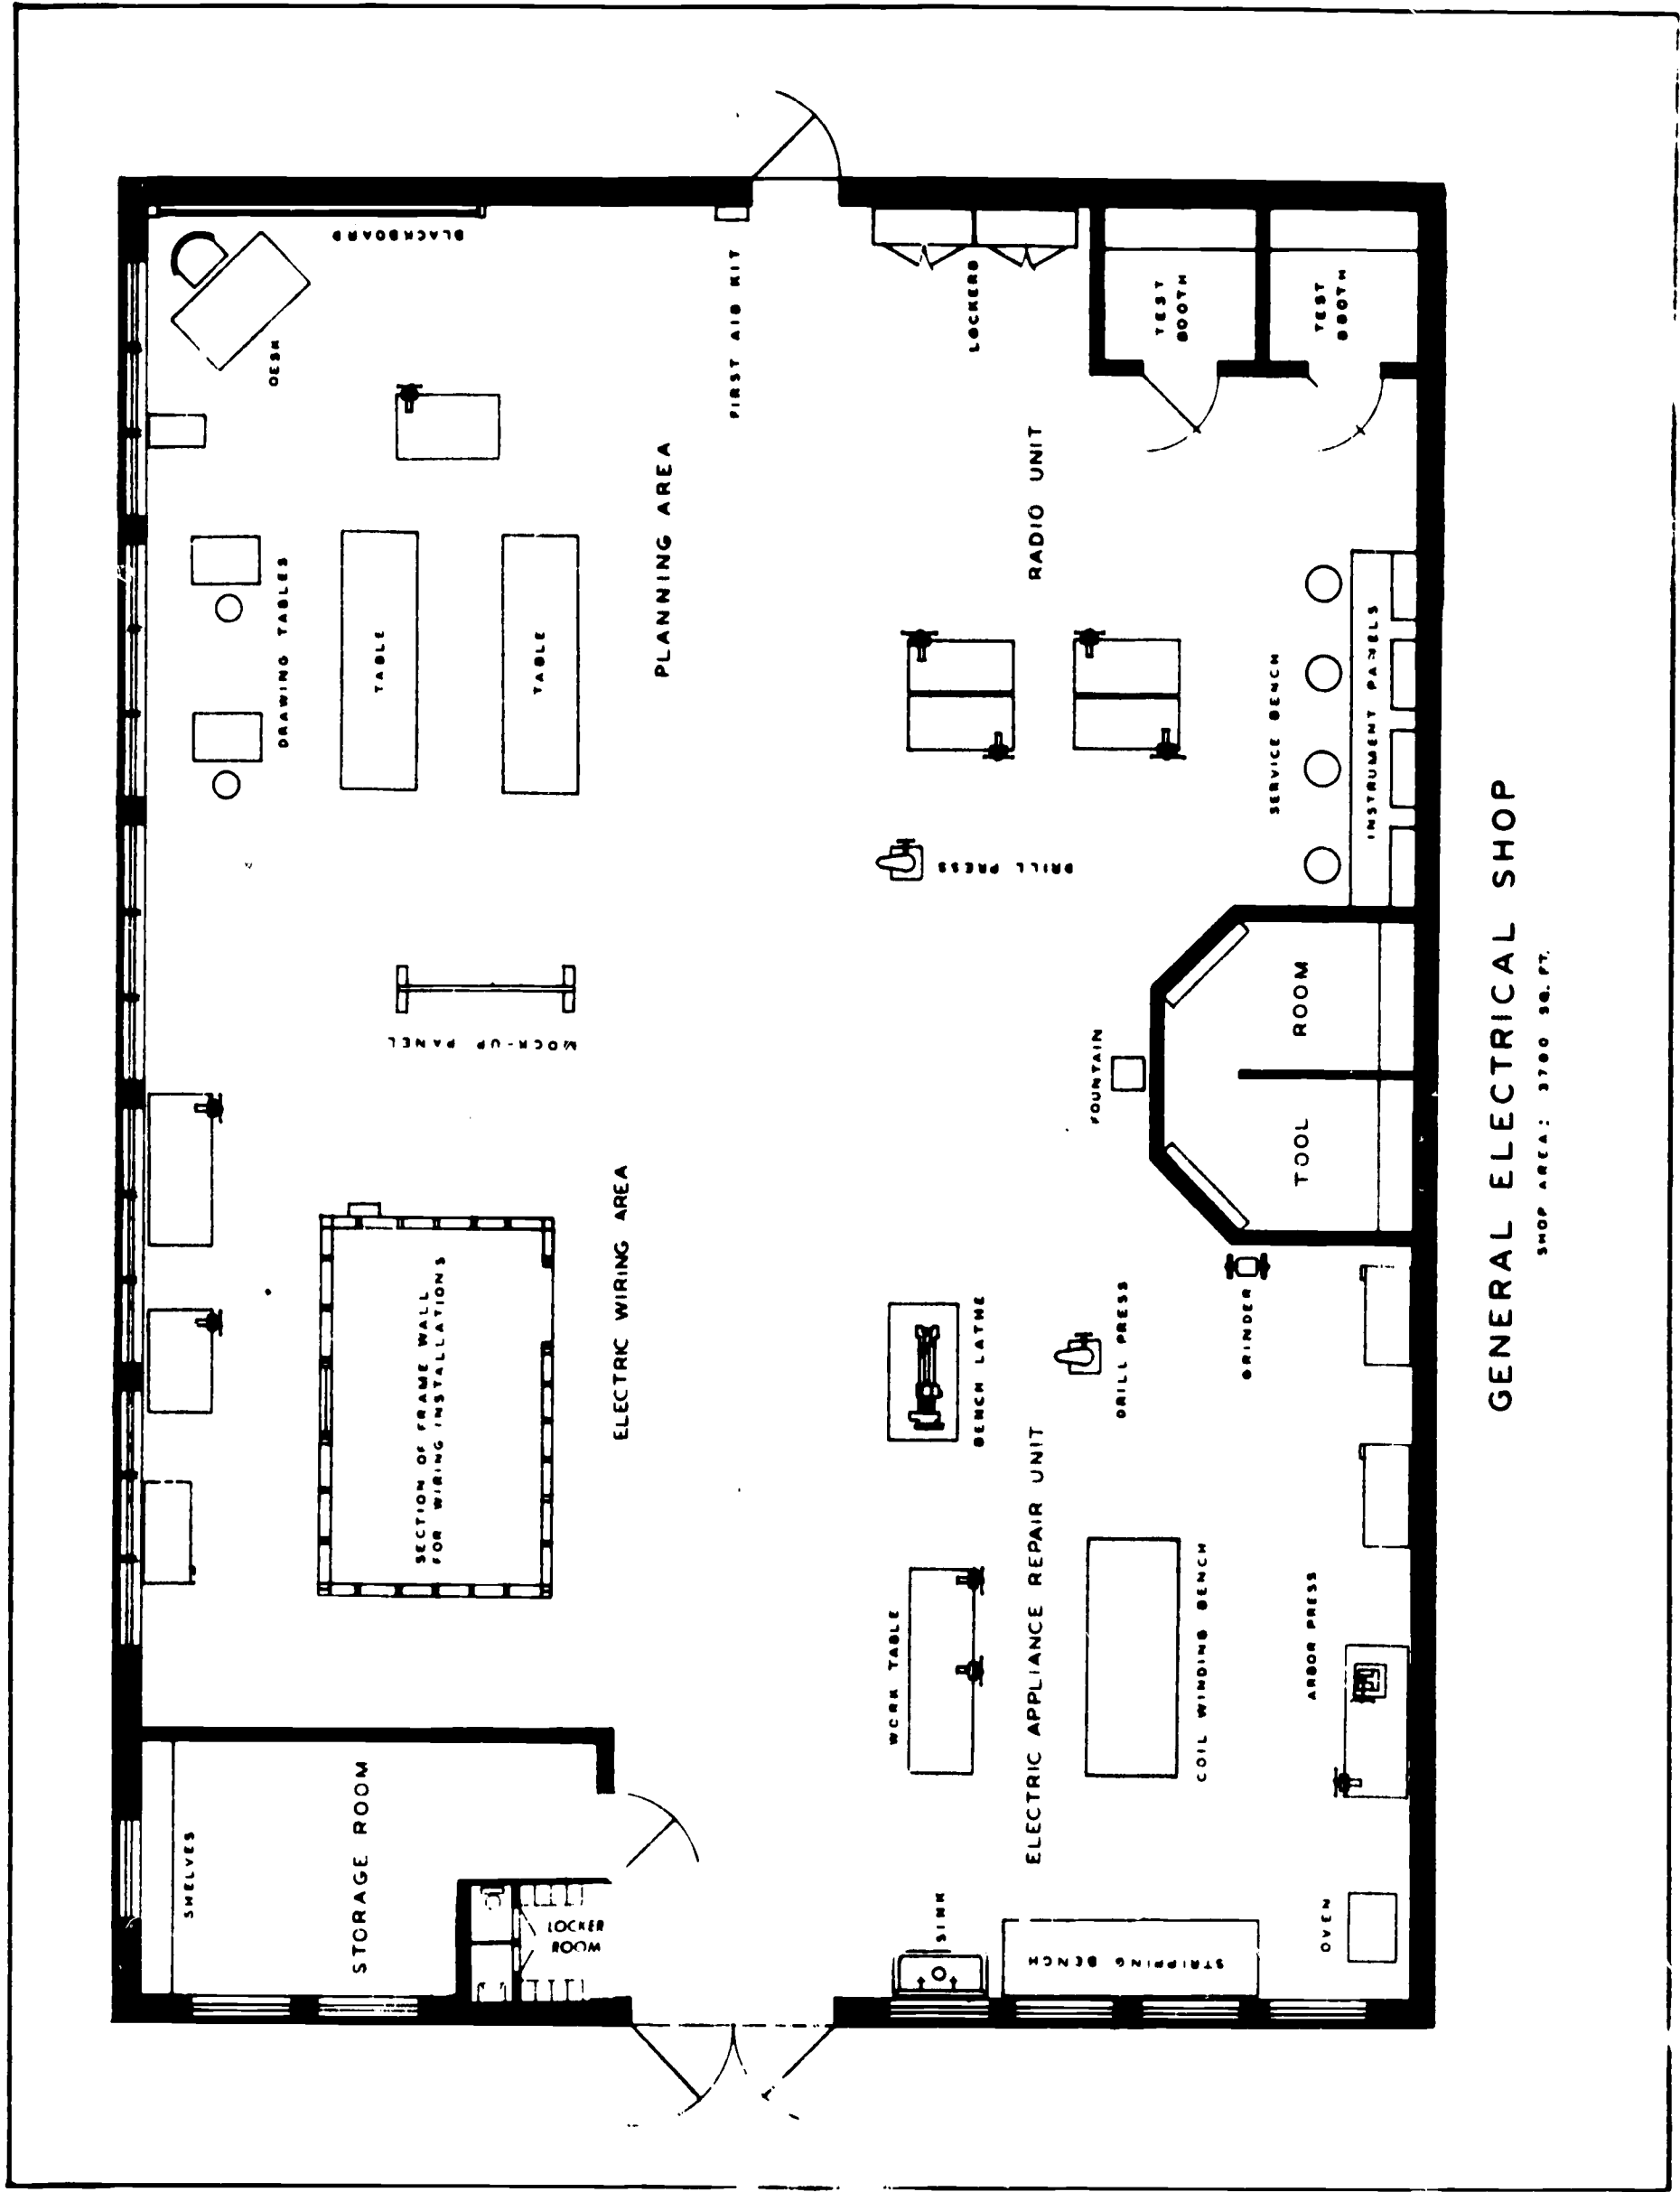 SHELVES
STORAGE ROOM
LOCKER
ROOM
SECTION OF FRAME WALL
FOR WIRING INSTALLATIONS
ELECTRIC WIRING AREA
MOCK-UP PANEL
DRAWING TABLES
TABLE
TABLE
PLANNING AREA
DESK
BLACKBOARD
FIRST AID KIT
LOCKERS
TEST
BOOTH
TEST
BOOTH
RADIO UNIT
DRILL PRESS
SERVICE BENCH
INSTRUMENT PANELS
FOUNTAIN
TOOL ROOM
GRINDER
DRILL PRESS
BENCH LATHE
WORK TABLE
ELECTRIC APPLIANCE REPAIR UNIT
COIL WINDING BENCH
ARBOR PRESS
SINK
STRIPPING BENCH
OVEN
GENERAL ELECTRICAL SHOP
SHOP AREA: 3700 SQ. FT.